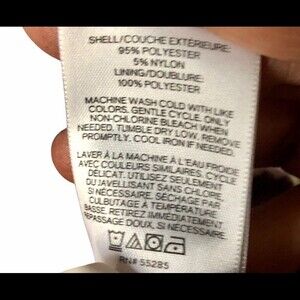 SHELL/COUCHE EXTÉRIEURE:
95% POLYESTER
5% NYLON
LINING/DOUBLURE:
100% POLYESTER
MACHINE WASH COLD WITH LIKE
COLORS. GENTLE CYCLE. ONLY
NON-CHLORINE BLEACH WHEN
NEEDED. TUMBLE DRY LOW. REMOVE
PROMPTLY. COOL IRON IF NEEDED.
LAVER À LA MACHINE À L'EAU FROIDE
AVEC COULEURS SIMILAIRES. CYCLE
DÉLICAT. UTILISEZ SEULEMENT
DU JAVELLISANT SANS CHLORE
SI NÉCESSAIRE. SÉCHAGE PAR
CULBUTAGE À TEMPÉRATURE
BASSE. RETIREZ IMMÉDIATEMENT
REPASSAGE DOUX, SI NÉCESSAIRE.
RN# 55285